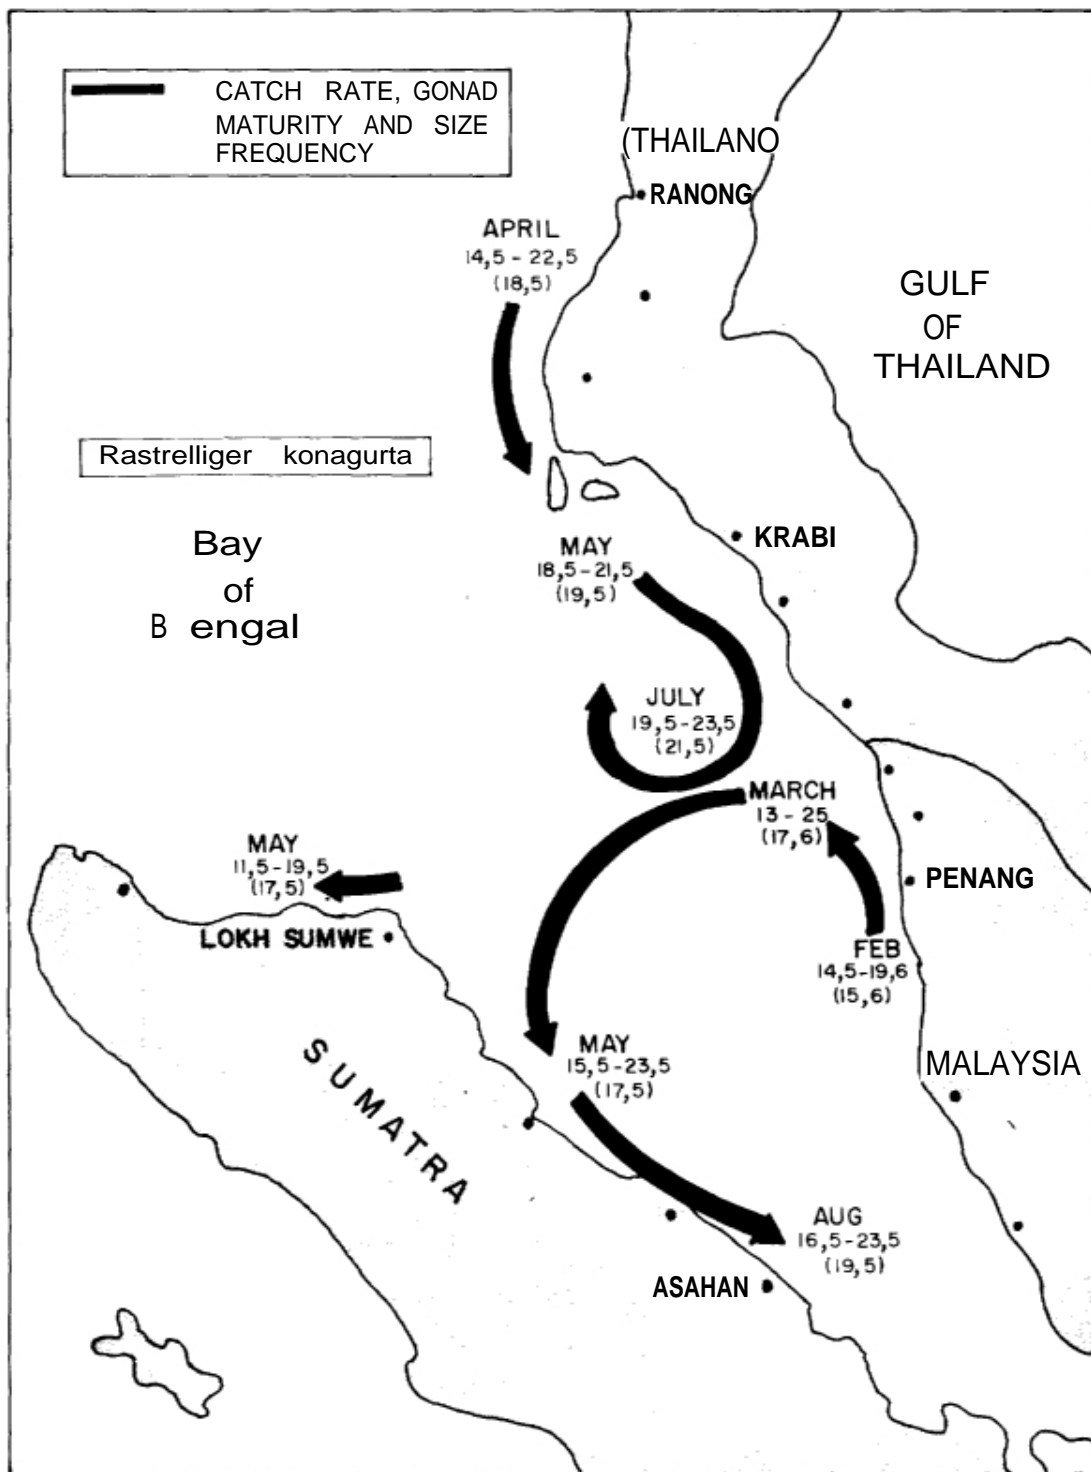 CATCH RATE, GONAD
MATURITY AND SIZE
FREQUENCY
(THAILANO
RANONG
APRIL
14,5 - 22,5
(18,5)
GULF
OF
THAILAND
Rastrelliger konagurta
Bay
of
B engal
KRABI
MAY
18,5-21,5
(19,5)
JULY
19,5-23,5
(21,5)
MARCH
13 - 25
(17,6)
MAY
11,5-19,5
(17,5)
PENANG
LOKH SUMWE
FEB
14,5-19,6
(15,6)
SUMATRA
MAY
15,5-23,5
(17,5)
MALAYSIA
AUG
16,5-23,5
(19,5)
ASAHAN